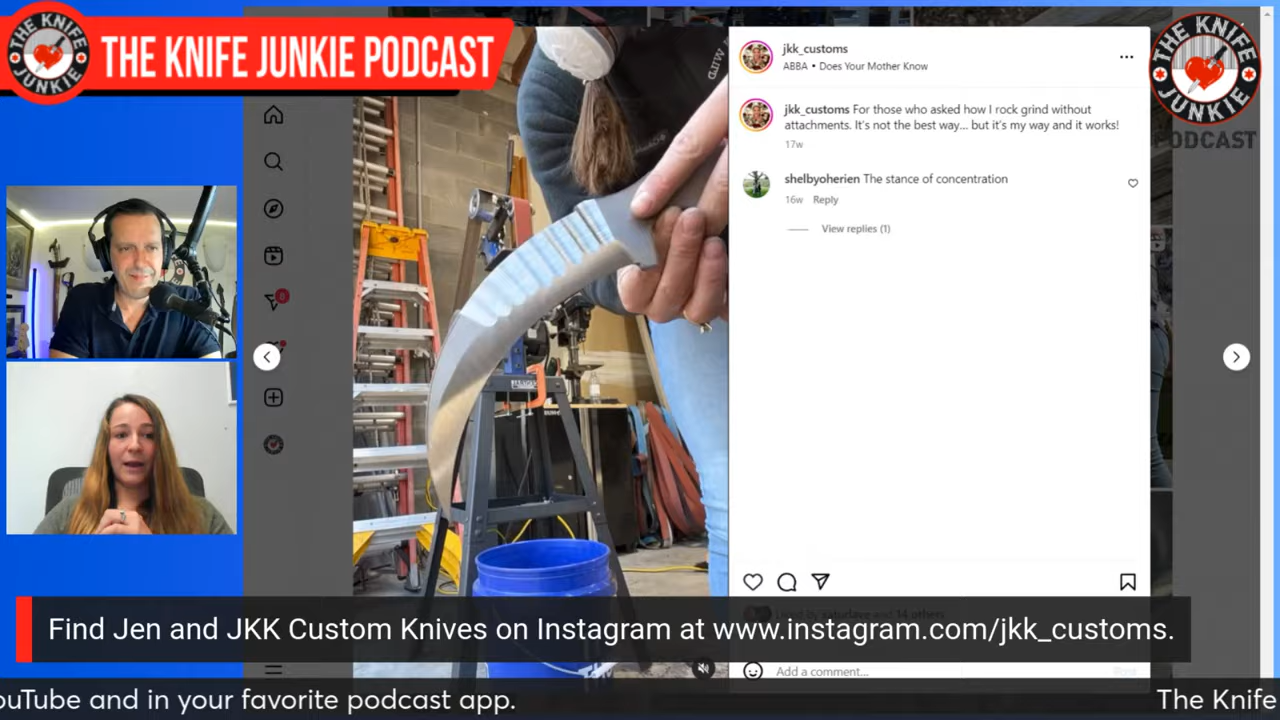 THE KNIFE JUNKIE
THE KNIFE JUNKIE PODCAST
THE KNIFE JUNKIE
PODCAST
jkk_customs
ABBA • Does Your Mother Know
jkk_customs For those who asked how I rock grind without
attachments. It's not the best way... but it's my way and it works!
17w
shelbyoherien The stance of concentration
16w Reply
View replies (1)
8
Find Jen and JKK Custom Knives on Instagram at www.instagram.com/jkk_customs.
Add a comment...
ouTube and in your favorite podcast app.
The Knife